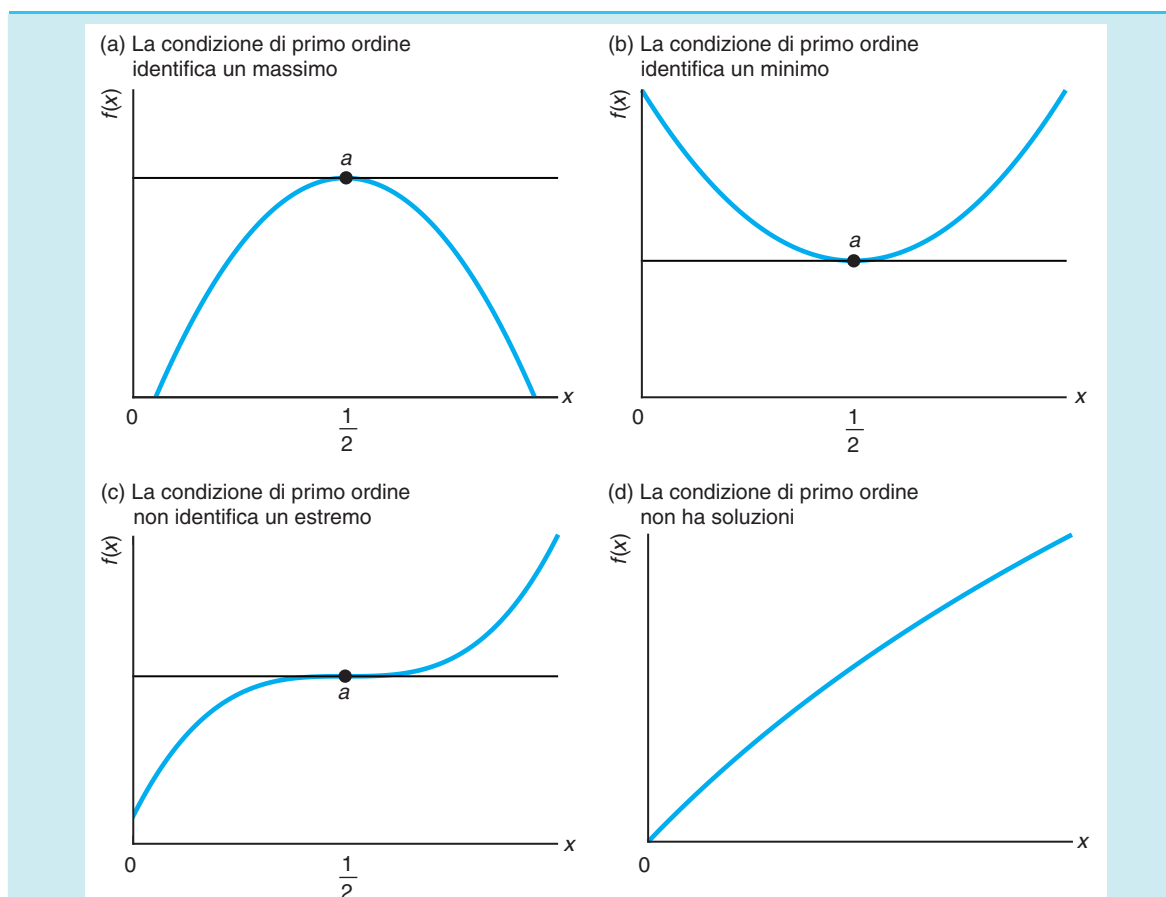 (a) La condizione di primo ordine
identifica un massimo
f(x)
a
x
0
1
2
(b) La condizione di primo ordine
identifica un minimo
f(x)
a
x
0
1
2
(c) La condizione di primo ordine
non identifica un estremo
f(x)
a
x
0
1
2
(d) La condizione di primo ordine
non ha soluzioni
f(x)
x
0